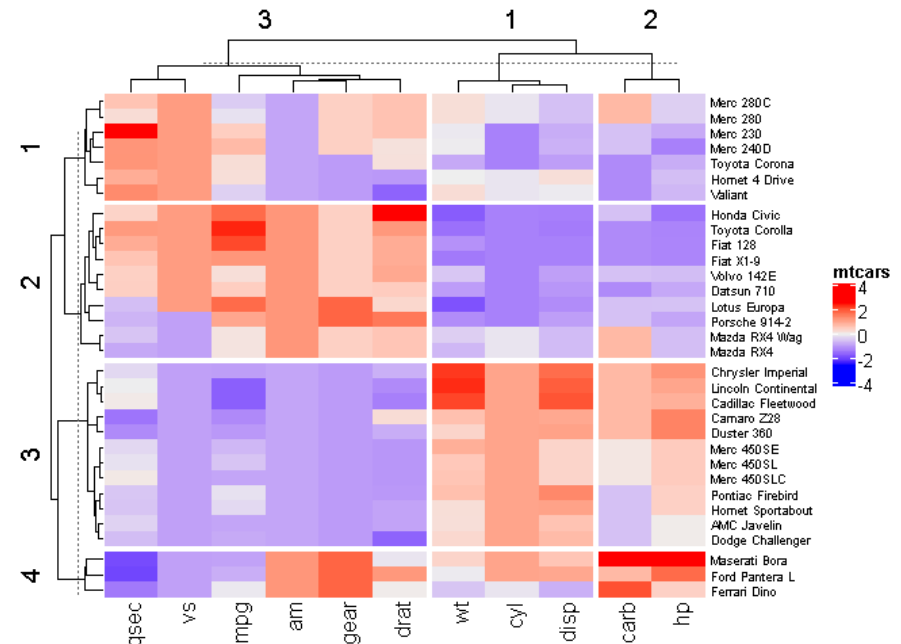 3 1 2
1
2
3
4
Merc 280C
Merc 280
Merc 230
Merc 240D
Toyota Corona
Hornet 4 Drive
Valiant
Honda Civic
Toyota Corolla
Fiat 128
Fiat X1-9
Volvo 142E
Datsun 710
Lotus Europa
Porsche 914-2
Mazda RX4 Wag
Mazda RX4
Chrysler Imperial
Lincoln Continental
Cadillac Fleetwood
Camaro Z28
Duster 360
Merc 450SE
Merc 450SL
Merc 450SLC
Pontiac Firebird
Hornet Sportabout
AMC Javelin
Dodge Challenger
Maserati Bora
Ford Pantera L
Ferrari Dino
qsec vs mpg am gear drat wt cyl disp carb hp
mtcars
4
2
0
-2
-4